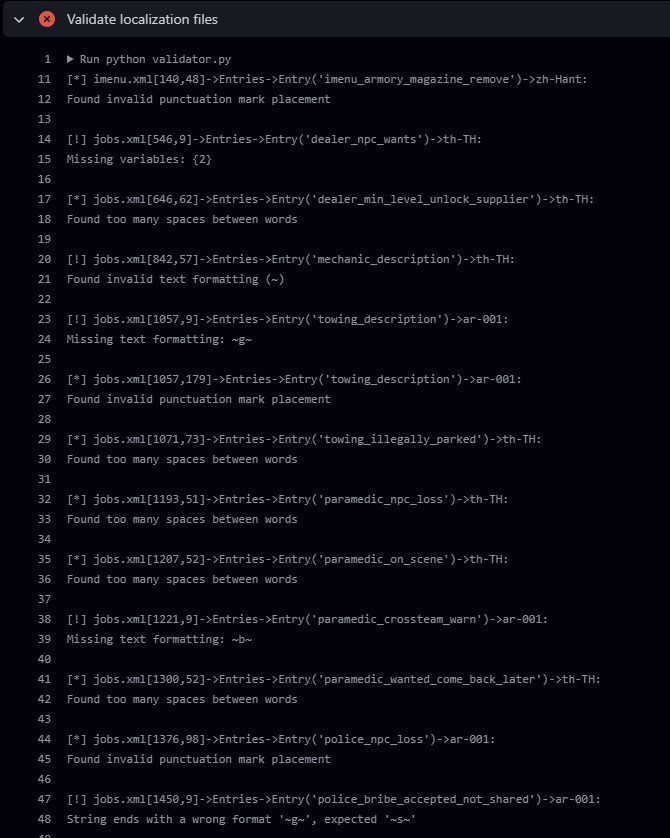 Validate localization files
1 Run python validator.py
11 [*] imenu.xml[140,48]->Entries->Entry('imenu_armory_magazine_remove')->zh-Hant:
12 Found invalid punctuation mark placement
13
14 [!] jobs.xml[546,9]->Entries->Entry('dealer_npc_wants')->th-TH:
15 Missing variables: {2}
16
17 [*] jobs.xml[646,62]->Entries->Entry('dealer_min_level_unlock_supplier')->th-TH:
18 Found too many spaces between words
19
20 [!] jobs.xml[842,57]->Entries->Entry('mechanic_description')->th-TH:
21 Found invalid text formatting (~)
22
23 [!] jobs.xml[1057,9]->Entries->Entry('towing_description')->ar-001:
24 Missing text formatting: ~g~
25
26 [*] jobs.xml[1057,179]->Entries->Entry('towing_description')->ar-001:
27 Found invalid punctuation mark placement
28
29 [*] jobs.xml[1071,73]->Entries->Entry('towing_illegally_parked')->th-TH:
30 Found too many spaces between words
31
32 [*] jobs.xml[1193,51]->Entries->Entry('paramedic_npc_loss')->th-TH:
33 Found too many spaces between words
34
35 [*] jobs.xml[1207,52]->Entries->Entry('paramedic_on_scene')->th-TH:
36 Found too many spaces between words
37
38 [!] jobs.xml[1221,9]->Entries->Entry('paramedic_crossteam_warn')->ar-001:
39 Missing text formatting: ~b~
40
41 [*] jobs.xml[1300,52]->Entries->Entry('paramedic_wanted_come_back_later')->th-TH:
42 Found too many spaces between words
43
44 [*] jobs.xml[1376,98]->Entries->Entry('police_npc_loss')->ar-001:
45 Found invalid punctuation mark placement
46
47 [!] jobs.xml[1450,9]->Entries->Entry('police_bribe_accepted_not_shared')->ar-001:
48 String ends with a wrong format '~g~', expected '~s~'